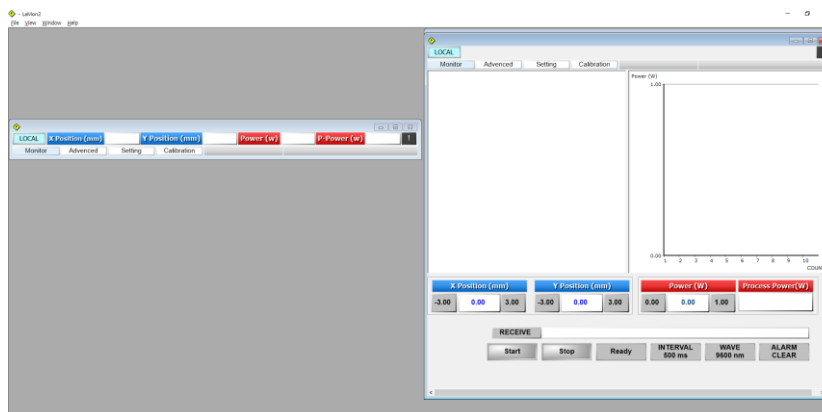 - LeMon2
File View Window Help
LOCAL X Position (mm) Y Position (mm) Power (w) P-Power (w) !
Monitor Advanced Setting Calibration
LOCAL
Monitor Advanced Setting Calibration
Power (W)
1.00
0.00
1 2 3 4 5 6 7 8 9 10
COUN
X Position (mm) Y Position (mm) Power (W) Process Power(W)
-3.00 0.00 3.00 -3.00 0.00 3.00 0.00 0.00 1.00
RECEIVE
Start Stop Ready INTERVAL 500 ms WAVE 9600 nm ALARM CLEAR